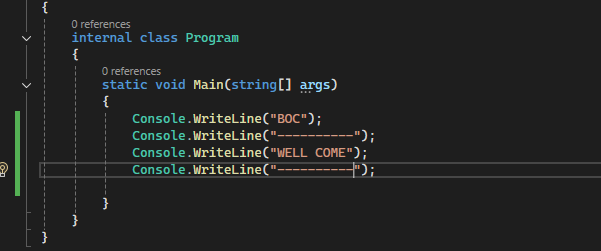 {
0 references
internal class Program
{
0 references
static void Main(string[] args)
{
Console.WriteLine("BOC");
Console.WriteLine("----------");
Console.WriteLine("WELL COME");
Console.WriteLine("----------");
}
}
}